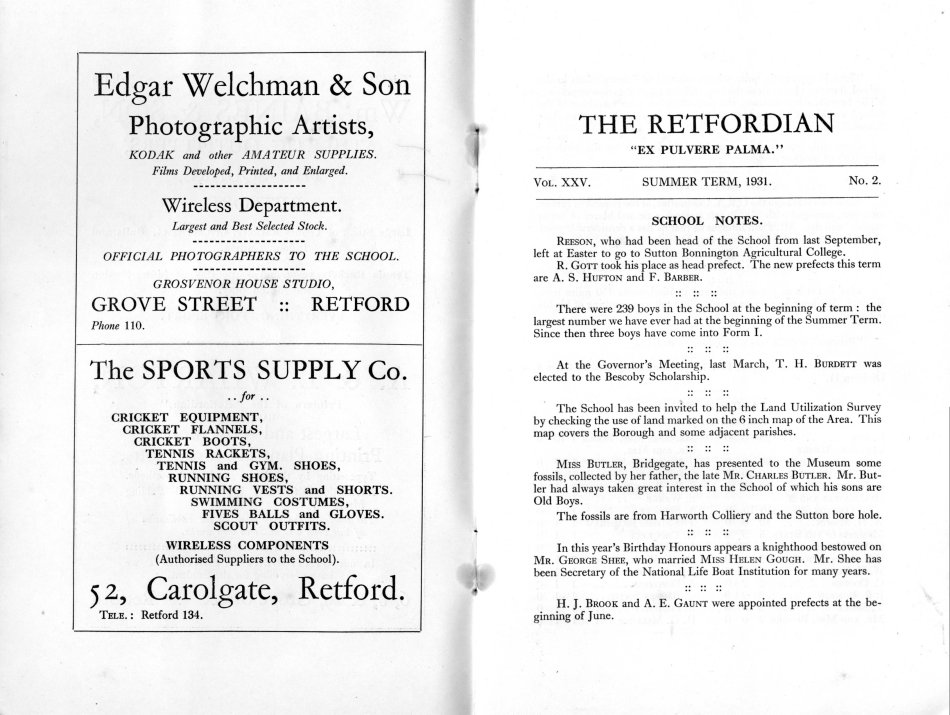 Edgar Welchman & Son
Photographic Artists,
KODAK and other AMATEUR SUPPLIES.
Films Developed, Printed, and Enlarged.
Wireless Department.
Largest and Best Selected Stock.
OFFICIAL PHOTOGRAPHERS TO THE SCHOOL.
GROSVENOR HOUSE STUDIO,
GROVE STREET :: RETFORD
Phone 110.
The SPORTS SUPPLY Co.
. . for . .
CRICKET EQUIPMENT,
CRICKET FLANNELS,
CRICKET BOOTS,
TENNIS RACKETS,
TENNIS and GYM. SHOES,
RUNNING SHOES,
RUNNING VESTS and SHORTS.
SWIMMING COSTUMES,
FIVES BALLS and GLOVES.
SCOUT OUTFITS.
WIRELESS COMPONENTS
(Authorised Suppliers to the School).
52, Carolgate, Retford.
TELE. : Retford 134.
THE RETFORDIAN
"EX PULVERE PALMA."
VOL. XXV. SUMMER TERM, 1931. No. 2.
SCHOOL NOTES.
REESON, who had been head of the School from last September,
left at Easter to go to Sutton Bonnington Agricultural College.
R. GOTT took his place as head prefect. The new prefects this term
are A. S. HUFTON and F. BARBER.
:: :: ::
There were 239 boys in the School at the beginning of term : the
largest number we have ever had at the beginning of the Summer Term.
Since then three boys have come into Form I.
:: :: ::
At the Governor's Meeting, last March, T. H. BURDETT was
elected to the Bescoby Scholarship.
:: :: ::
The School has been invited to help the Land Utilization Survey
by checking the use of land marked on the 6 inch map of the Area. This
map covers the Borough and some adjacent parishes.
:: :: ::
MISS BUTLER, Bridgegate, has presented to the Museum some
fossils, collected by her father, the late MR. CHARLES BUTLER. Mr. But-
ler had always taken great interest in the School of which his sons are
Old Boys.
The fossils are from Harworth Colliery and the Sutton bore hole.
:: :: ::
In this year's Birthday Honours appears a knighthood bestowed on
MR. GEORGE SHEE, who married MISS HELEN GOUGH. Mr. Shee has
been Secretary of the National Life Boat Institution for many years.
:: :: ::
H. J. BROOK and A. E. GAUNT were appointed prefects at the be-
ginning of June.